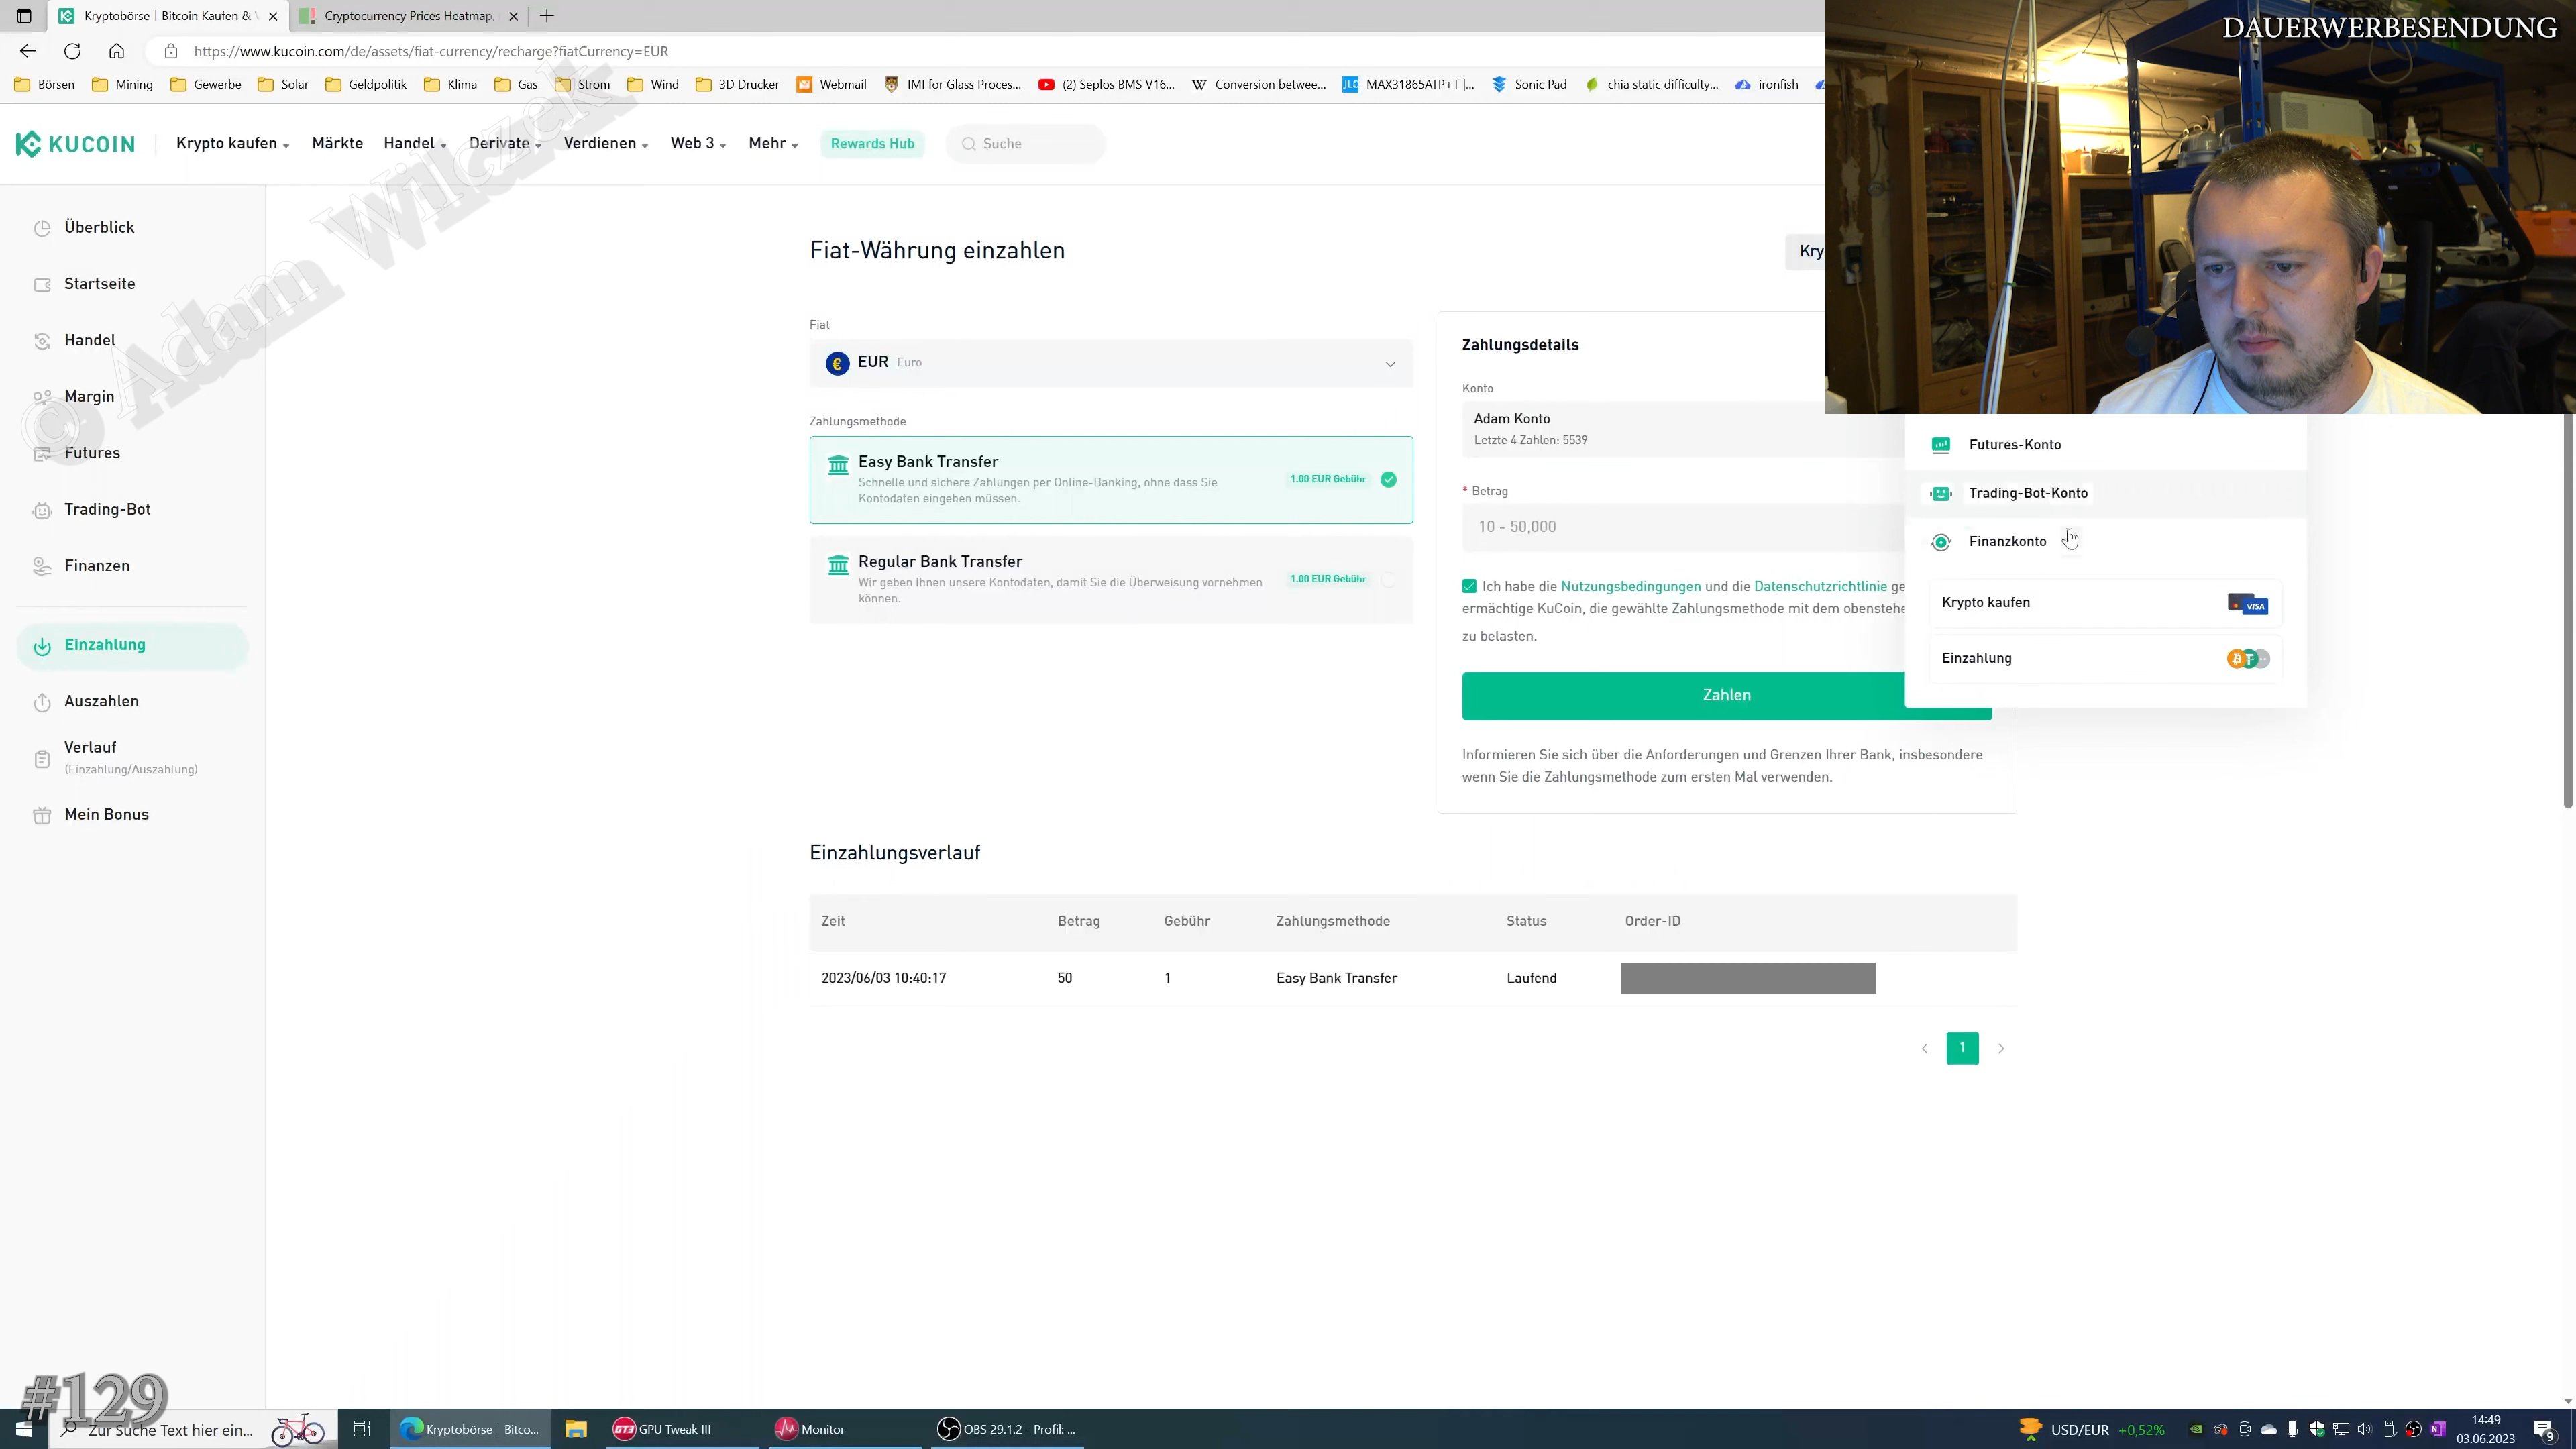 Kryptobörse | Bitcoin Kaufen &
Cryptocurrency Prices Heatmap,
https://www.kucoin.com/de/assets/fiat-currency/recharge?fiatCurrency=EUR
Börsen
Mining
Gewerbe
Solar
Geldpolitik
Klima
Gas
Strom
Wind
3D Drucker
Webmail
IMI for Glass Proces...
(2) Seplos BMS V16...
Conversion betwee...
MAX31865ATP+T |...
Sonic Pad
chia static difficulty...
ironfish
DAUERWERBESENDUNG
KUCOIN
Krypto kaufen
Märkte
Handel
Derivate
Verdienen
Web 3
Mehr
Rewards Hub
Suche
© Adam Wilczek
Überblick
Startseite
Handel
Margin
Futures
Trading-Bot
Finanzen
Einzahlung
Auszahlen
Verlauf
(Einzahlung/Auszahlung)
Mein Bonus
Fiat-Währung einzahlen
Kry
Fiat
EUR Euro
Zahlungsmethode
Easy Bank Transfer
Schnelle und sichere Zahlungen per Online-Banking, ohne dass Sie
Kontodaten eingeben müssen.
1.00 EUR Gebühr
Regular Bank Transfer
Wir geben Ihnen unsere Kontodaten, damit Sie die Überweisung vornehmen
können.
1.00 EUR Gebühr
Zahlungsdetails
Konto
Adam Konto
Letzte 4 Zahlen: 5539
* Betrag
10 - 50,000
Ich habe die Nutzungsbedingungen und die Datenschutzrichtlinie ge
ermächtige KuCoin, die gewählte Zahlungsmethode mit dem obenstehe
zu belasten.
Zahlen
Informieren Sie sich über die Anforderungen und Grenzen Ihrer Bank, insbesondere
wenn Sie die Zahlungsmethode zum ersten Mal verwenden.
Futures-Konto
Trading-Bot-Konto
Finanzkonto
Krypto kaufen
VISA
Einzahlung
Einzahlungsverlauf
Zeit Betrag Gebühr Zahlungsmethode Status Order-ID
2023/06/03 10:40:17 50 1 Easy Bank Transfer Laufend
1
#129
Zur Suche Text hier ein...
Kryptobörse | Bitco...
GPU Tweak III
Monitor
OBS 29.1.2 - Profil: ...
USD/EUR +0,52%
14:49
03.06.2023
9